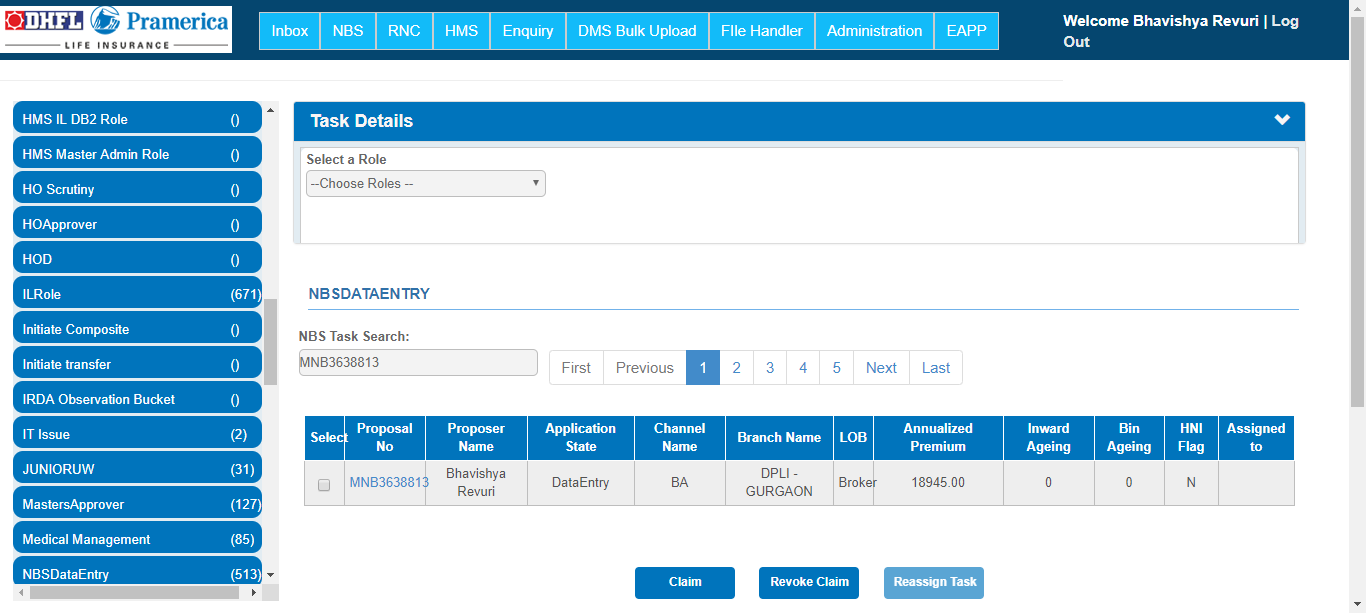 DHFL Pramerica
LIFE INSURANCE
Inbox NBS RNC HMS Enquiry DMS Bulk Upload FIle Handler Administration EAPP
Welcome Bhavishya Revuri | Log
Out
HMS IL DB2 Role ()
HMS Master Admin Role ()
HO Scrutiny ()
HOApprover ()
HOD ()
ILRole (671)
Initiate Composite ()
Initiate transfer ()
IRDA Observation Bucket ()
IT Issue (2)
JUNIORUW (31)
MastersApprover (127)
Medical Management (85)
NBSDataEntry (513)
Task Details
Select a Role
--Choose Roles --
NBSDATAENTRY
NBS Task Search:
MNB3638813
First Previous 1 2 3 4 5 Next Last
Select Proposal No Proposer Name Application State Channel Name Branch Name LOB Annualized Premium Inward Ageing Bin Ageing HNI Flag Assigned to
MNB3638813 Bhavishya Revuri DataEntry BA DPLI - GURGAON Broker 18945.00 0 0 N
Claim Revoke Claim Reassign Task